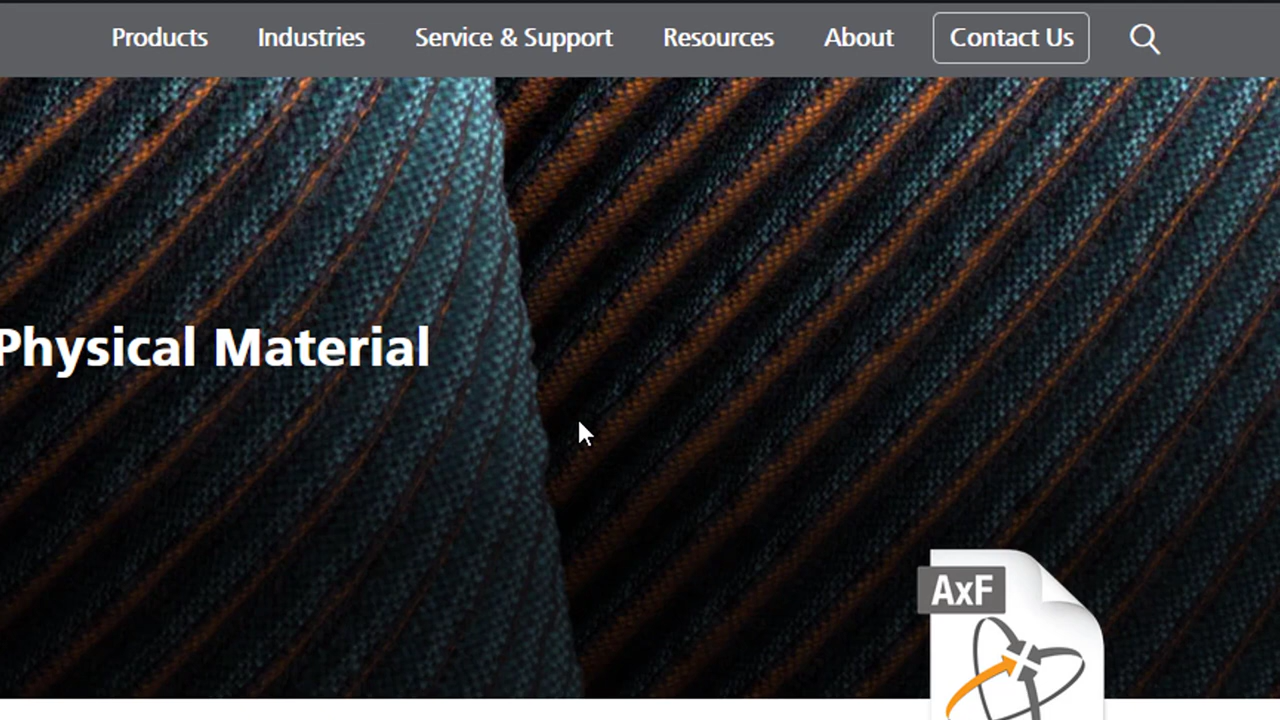 Products Industries Service & Support Resources About Contact Us
Physical Material
AxF